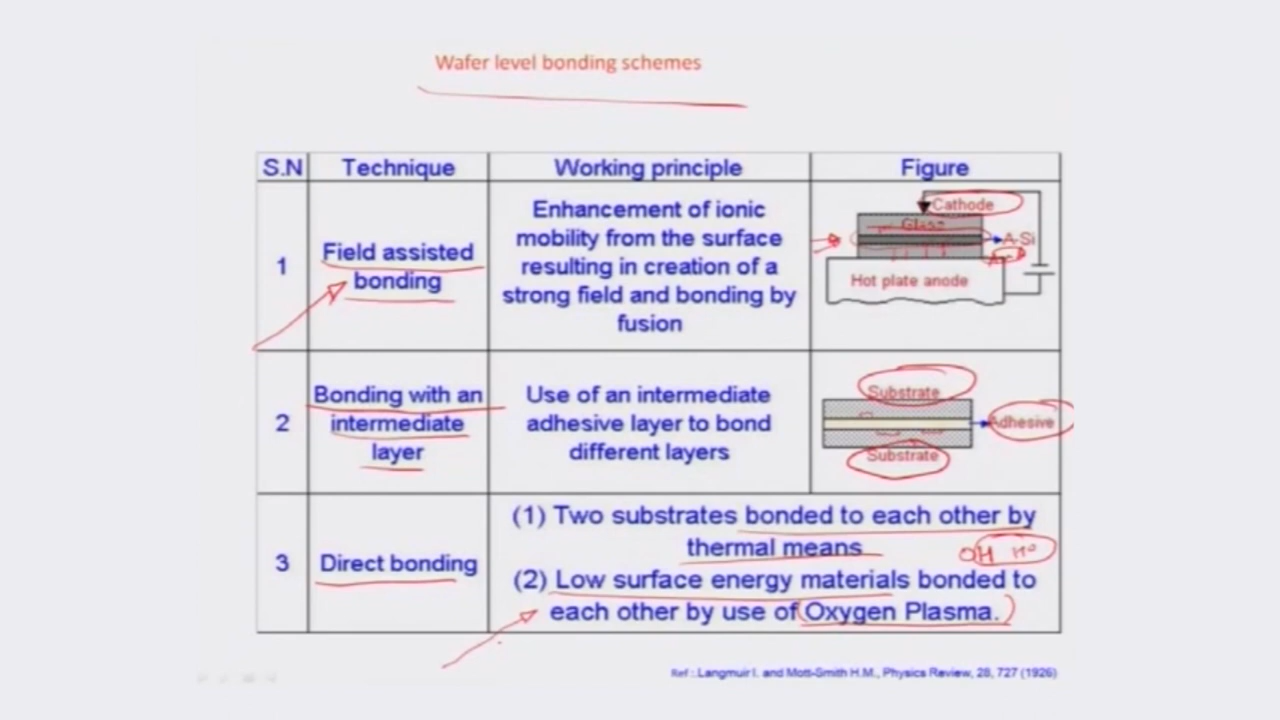 Wafer level bonding schemes
S.N Technique Working principle Figure
1
Field assisted
bonding
Enhancement of ionic
mobility from the surface
resulting in creation of a
strong field and bonding by
fusion
Cathode
Glass
A-Si
Hot plate anode
2
Bonding with an
intermediate
layer
Use of an intermediate
adhesive layer to bond
different layers
Substrate
Adhesive
Substrate
3
Direct bonding
(1) Two substrates bonded to each other by
thermal means
OH
(2) Low surface energy materials bonded to
each other by use of Oxygen Plasma.
Ref :. Langmuir I. and Mott-Smith H.M., Physics Review, 28, 727 (1926)